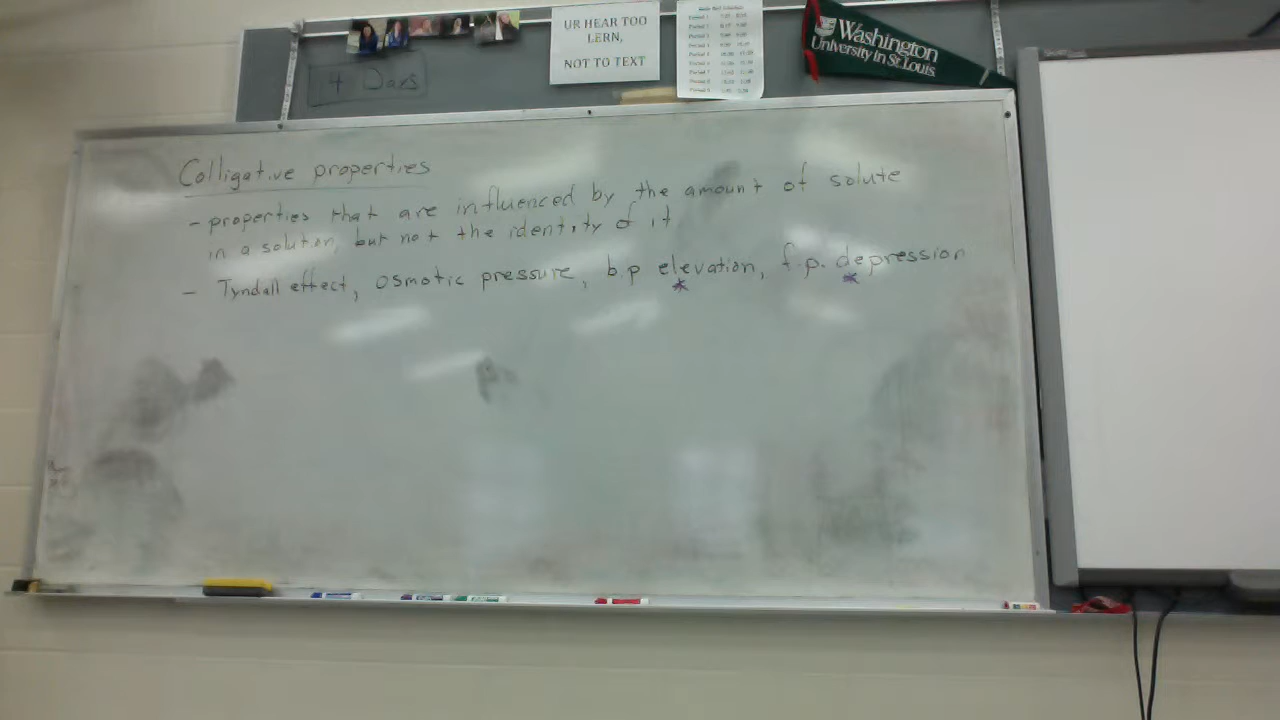 UR HEAR TOO
LERN,
NOT TO TEXT
Washington
University in St. Louis
4 Days
Colligative properties
- properties that are influenced by the amount of solute
in a solution, but not the identity of it
- Tyndall effect, osmotic pressure, b.p elevation, f.p. depression
* *